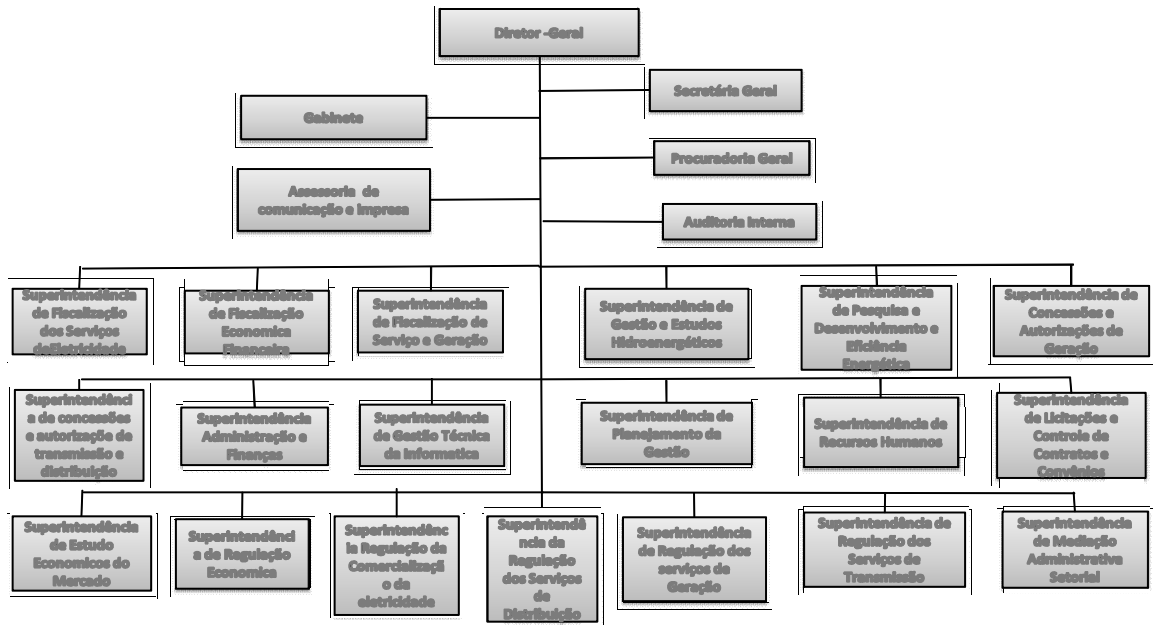 Diretor -Geral
Secretária Geral
Gabinete
Procuradoria Geral
Assessoria de
comunicação e Impresa
Auditoria Interna
Superintendência
de Fiscalização
dos Serviços
deEletricidade
Superintendência
de Fiscalização
Economica
Financeira
Superintendência
de Fiscalização de
Serviço e Geração
Superintendência de
Gestão e Estudos
Hidroenergéticos
Superintendência
de Pesquisa e
Desenvolvimento e
Eficiência
Energética
Superintendência de
Concessões e
Autorizações de
Geração
Superintendênci
a de concessões
e autorização de
transmissão e
distribuição
Superintendência
Administração e
Finanças
Superintendência
de Gestão Técnica
da Informatica
Superintendência de
Planejamento da
Gestão
Superintendência de
Recursos Humanos
Superintendência
de Licitações e
Controle de
Contratos e
Convênios
Superintendência
de Estudo
Economicos do
Mercado
Superintendênci
a de Regulação
Economica
Superintendênc
ia Regulação da
Comercializaçã
o da
eletricidade
Superintendê
ncia da
Regulação
dos Serviços
de
Distribuição
Superintendência
de Regulação dos
serviços de
Geração
Superintendência de
Regulação dos
Serviços de
Transmissão
Superintendência
de Mediação
Administrativa
Setorial